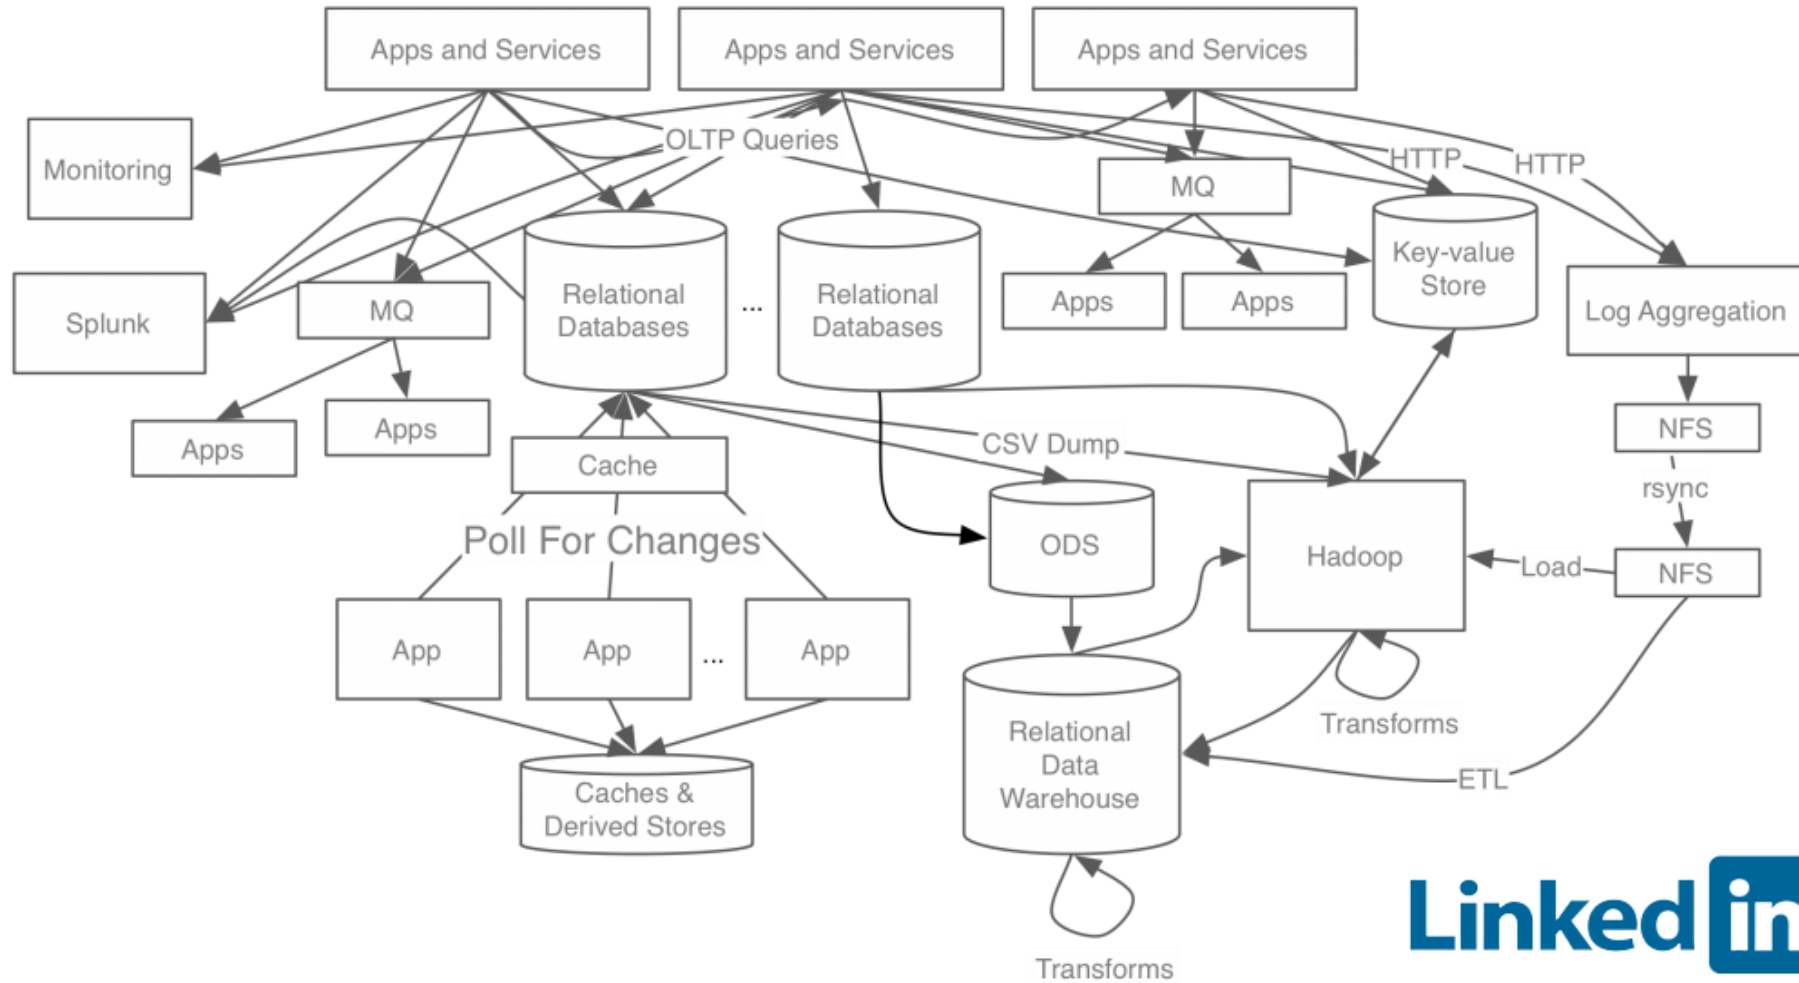 Apps and Services
Apps and Services
Apps and Services
OLTP Queries
HTTP
HTTP
Monitoring
MQ
Key-value
Store
Splunk
MQ
Relational
Databases
...
Relational
Databases
Apps
Apps
Log Aggregation
Apps
Apps
Cache
CSV Dump
NFS
rsync
Poll For Changes
ODS
Hadoop
Load
NFS
App
App
...
App
Transforms
Relational
Data
Warehouse
ETL
Caches &
Derived Stores
Linked in
Transforms